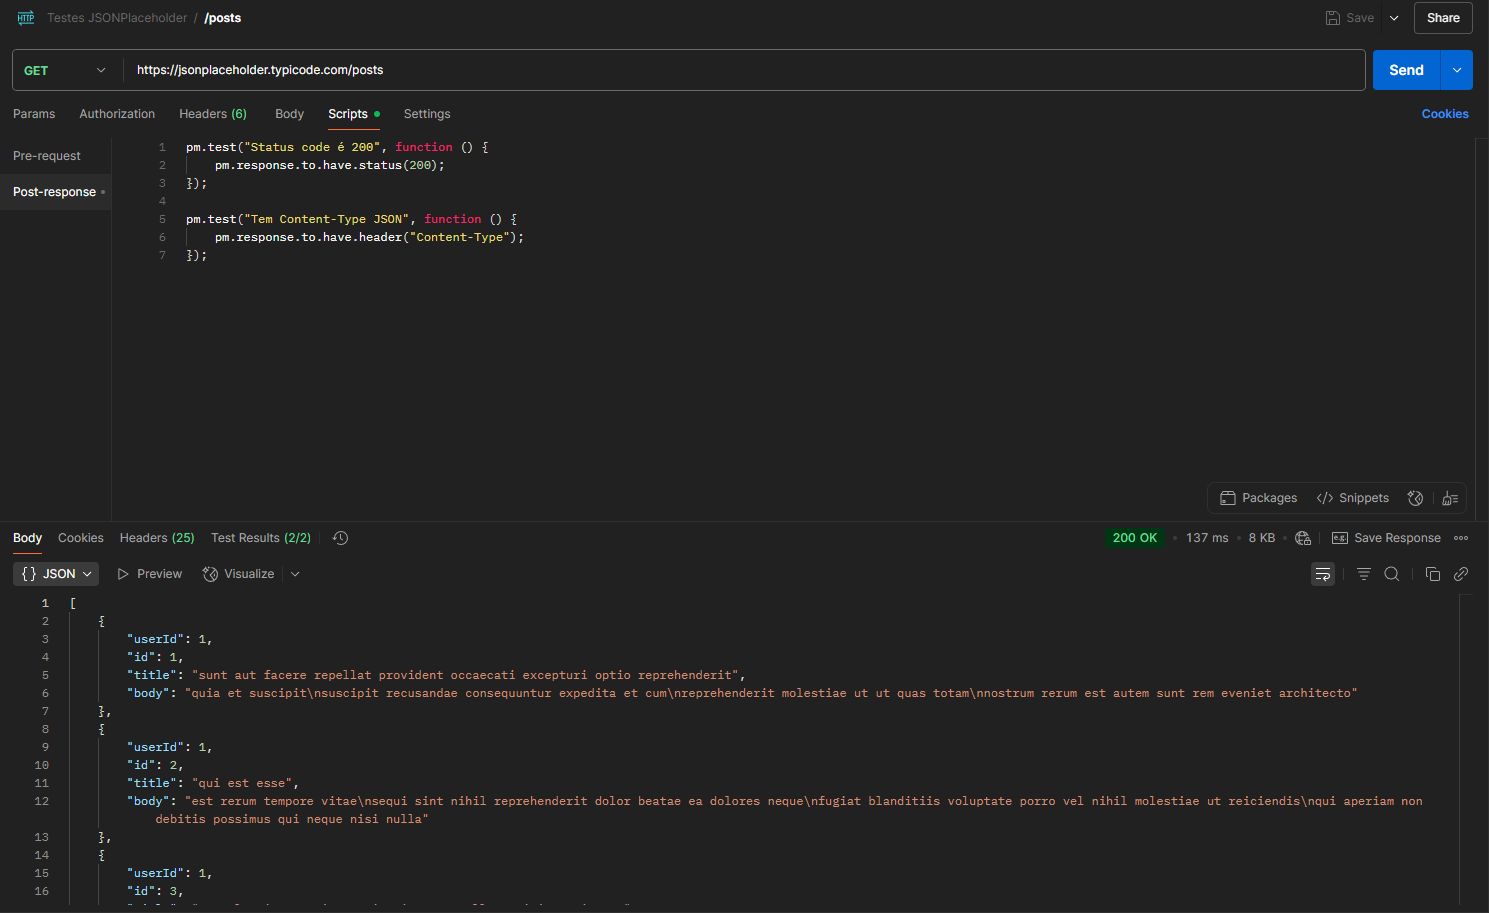 HTTP Testes JSONPlaceholder / /posts Save Share
GET https://jsonplaceholder.typicode.com/posts Send
Params Authorization Headers (6) Body Scripts Settings Cookies
Pre-request
Post-response
1 pm.test("Status code é 200", function () {
2 pm.response.to.have.status(200);
3 });
4
5 pm.test("Tem Content-Type JSON", function () {
6 pm.response.to.have.header("Content-Type");
7 });
Packages </> Snippets
Body Cookies Headers (25) Test Results (2/2) 200 OK • 137 ms • 8 KB • e.g. Save Response
{} JSON Preview Visualize
1 [
2 {
3 "userId": 1,
4 "id": 1,
5 "title": "sunt aut facere repellat provident occaecati excepturi optio reprehenderit",
6 "body": "quia et suscipit\nsuscipit recusandae consequuntur expedita et cum\nreprehenderit molestiae ut ut quas totam\nnostrum rerum est autem sunt rem eveniet architecto"
7 },
8 {
9 "userId": 1,
10 "id": 2,
11 "title": "qui est esse",
12 "body": "est rerum tempore vitae\nsequi sint nihil reprehenderit dolor beatae ea dolores neque\nfugiat blanditiis voluptate porro vel nihil molestiae ut reiciendis\nqui aperiam non
debitis possimus qui neque nisi nulla"
13 },
14 {
15 "userId": 1,
16 "id": 3,